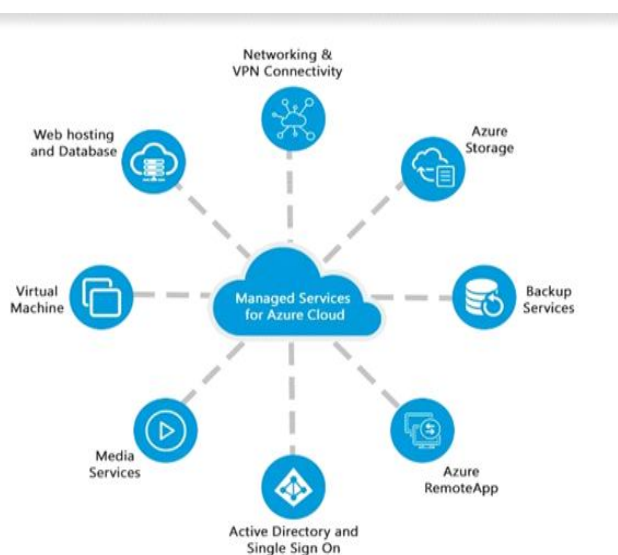 Networking &
VPN Connectivity
Web hosting
and Database
Azure
Storage
Virtual
Machine
Managed Services
for Azure Cloud
Backup
Services
Media
Services
Azure
RemoteApp
Active Directory and
Single Sign On